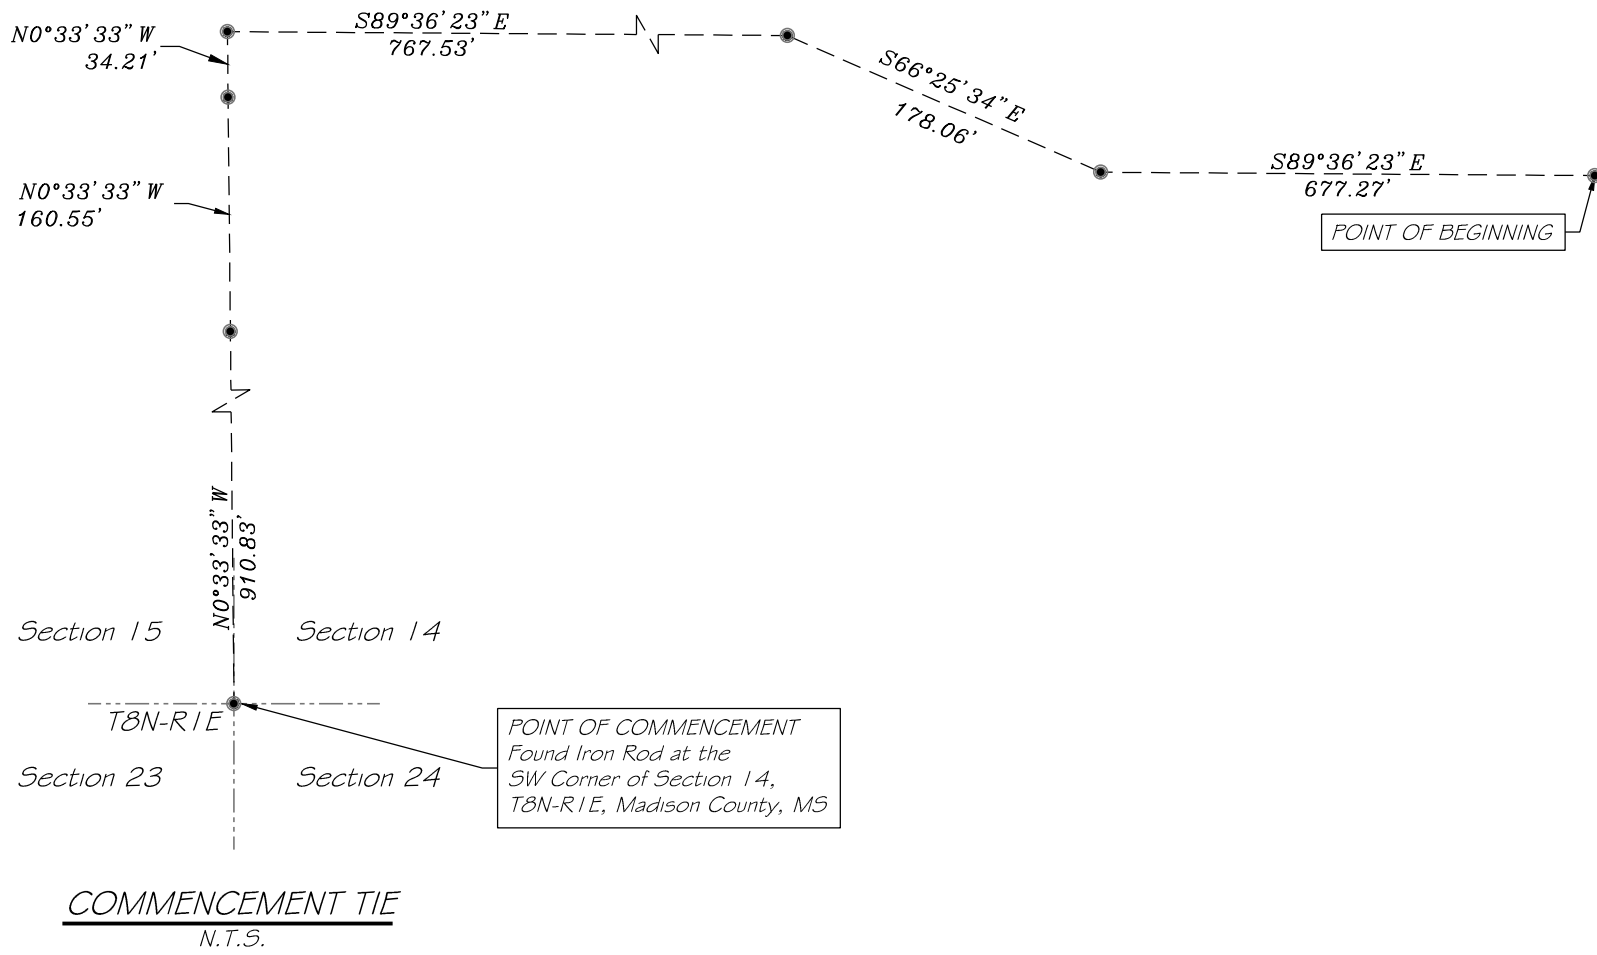 N0°33'33" W
34.21'
S89°36'23" E
767.53'
S66°25'34" E
178.06'
S89°36'23" E
677.27'
POINT OF BEGINNING
N0°33'33" W
160.55'
N0°33'33" W
910.83'
Section 15
Section 14
T8N-R1E
Section 23
Section 24
POINT OF COMMENCEMENT
Found Iron Rod at the
SW Corner of Section 14,
T8N-R1E, Madison County, MS
COMMENCEMENT TIE
N.T.S.